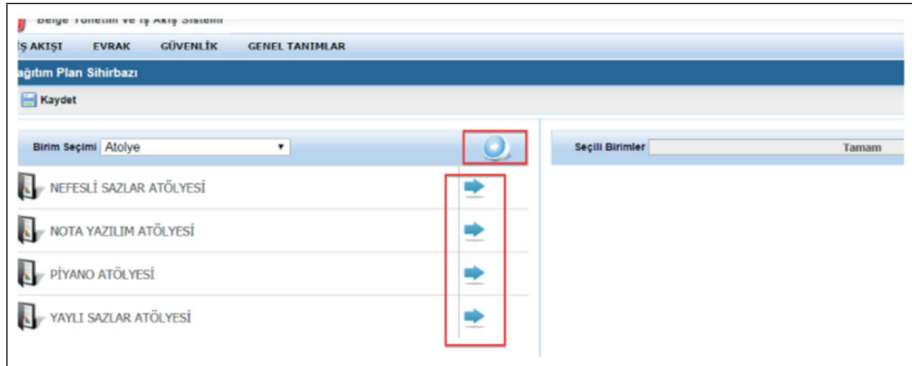 Belge Yönetim ve İş Akış Sistemi
İŞ AKIŞI EVRAK GÜVENLİK GENEL TANIMLAR
ağıtım Plan Sihirbazı
Kaydet
Birim Seçimi Atolye
Seçili Birimler Tamam
NEFESLİ SAZLAR ATÖLYESİ
NOTA YAZILIM ATÖLYESİ
PİYANO ATÖLYESİ
YAYLI SAZLAR ATÖLYESİ